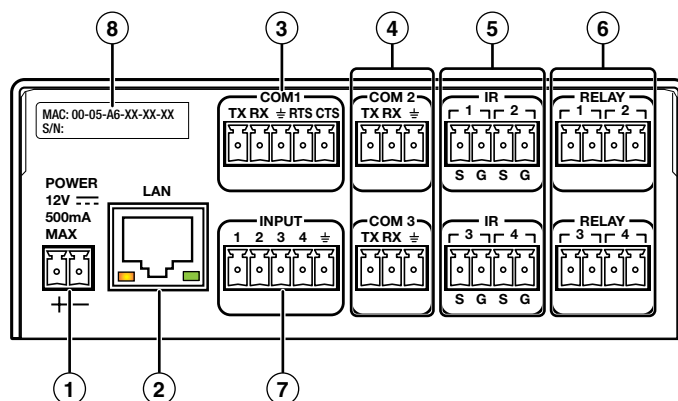 8 3 4 5 6
MAC: 00-05-A6-XX-XX-XX
S/N:
COM1
TX RX ⏚ RTS CTS
COM 2
TX RX ⏚
IR
1 2
S G S G
RELAY
1 2
POWER
12V ⎓
500mA
MAX
+ −
LAN
INPUT
1 2 3 4 ⏚
COM 3
TX RX ⏚
IR
3 4
S G S G
RELAY
3 4
1 2 7